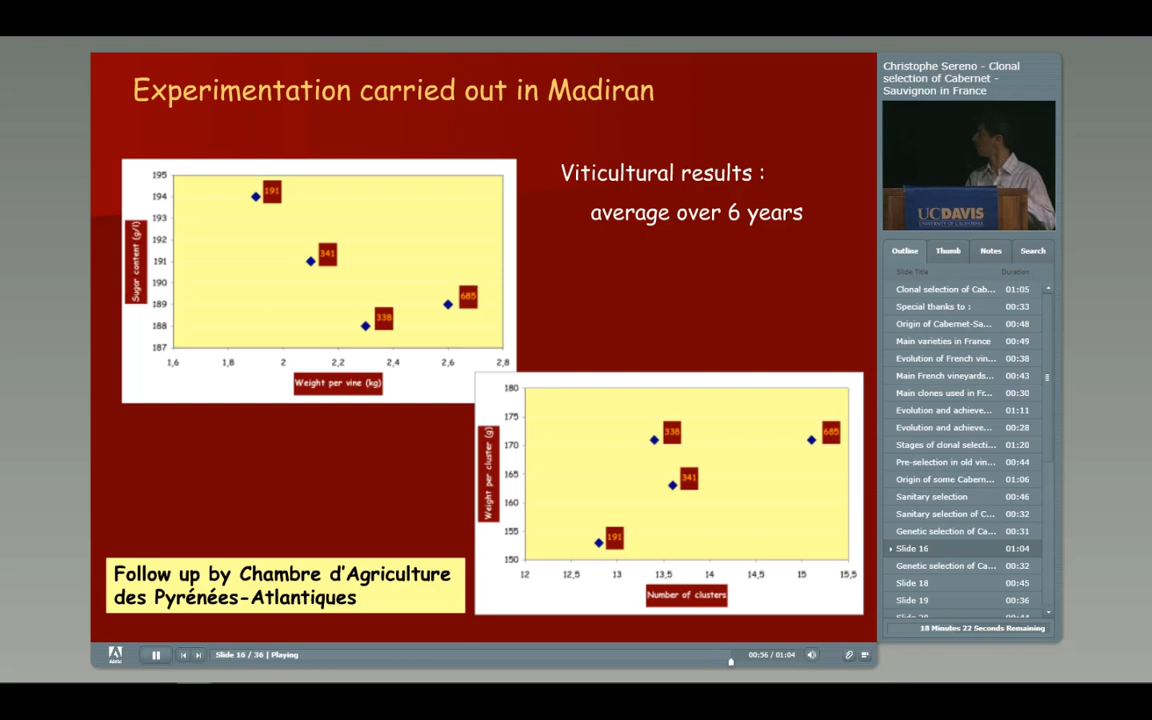 Experimentation carried out in Madiran
195
194
193
192
191
190
189
188
187
Sugar content (g/l)
191
341
338
685
1,6 1,8 2 2,2 2,4 2,6 2,8
Weight per vine (kg)
Viticultural results :
average over 6 years
180
175
170
165
160
155
150
Weight per cluster (g)
338
685
341
191
12 12,5 13 13,5 14 14,5 15 15,5
Number of clusters
Follow up by Chambre d'Agriculture
des Pyrénées-Atlantiques
Christophe Sereno - Clonal
selection of Cabernet -
Sauvignon in France
UCDAVIS
UNIVERSITY OF CALIFORNIA
Outline Thumb Notes Search
Slide Title Duration
Clonal selection of Cab... 01:05
Special thanks to : 00:33
Origin of Cabernet-Sa... 00:48
Main varieties in France 00:49
Evolution of French vin... 00:38
Main French vineyards... 00:43
Main clones used in Fr... 00:30
Evolution and achieve... 01:11
Evolution and achieve... 00:28
Stages of clonal selecti... 01:20
Pre-selection in old vin... 00:44
Origin of some Cabern... 01:06
Sanitary selection 00:46
Sanitary selection of C... 00:32
Genetic selection of Ca... 00:31
Slide 16 01:04
Genetic selection of Ca... 00:32
Slide 18 00:45
Slide 19 00:36
18 Minutes 22 Seconds Remaining
Adobe
Slide 16 / 36 | Playing
00:56 / 01:04